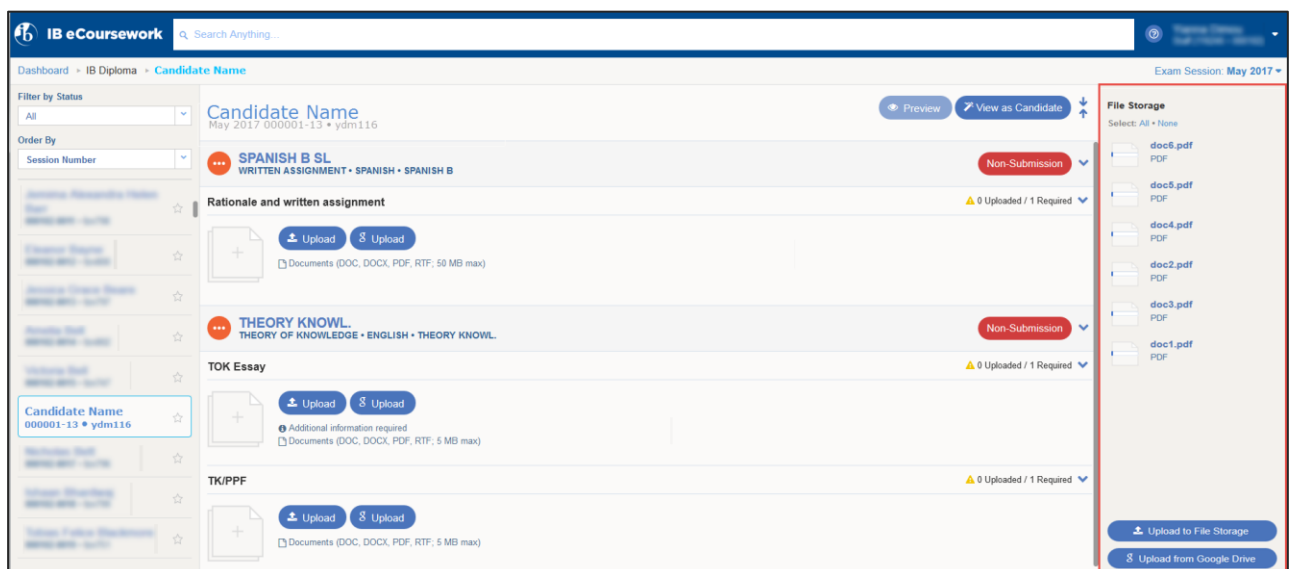 IB eCoursework
Search Anything...
Dashboard ▸ IB Diploma ▸ Candidate Name
Exam Session: May 2017
Filter by Status
All
Order By
Session Number
Candidate Name
000001-13 • ydm116
Candidate Name
May 2017 000001-13 • ydm116
Preview
View as Candidate
SPANISH B SL
WRITTEN ASSIGNMENT • SPANISH • SPANISH B
Non-Submission
Rationale and written assignment
0 Uploaded / 1 Required
Upload
Upload
Documents (DOC, DOCX, PDF, RTF; 50 MB max)
THEORY KNOWL.
THEORY OF KNOWLEDGE • ENGLISH • THEORY KNOWL.
Non-Submission
TOK Essay
0 Uploaded / 1 Required
Upload
Upload
Additional information required
Documents (DOC, DOCX, PDF, RTF; 5 MB max)
TK/PPF
0 Uploaded / 1 Required
Upload
Upload
Documents (DOC, DOCX, PDF, RTF; 5 MB max)
File Storage
Select: All • None
doc6.pdf
PDF
doc5.pdf
PDF
doc4.pdf
PDF
doc2.pdf
PDF
doc3.pdf
PDF
doc1.pdf
PDF
Upload to File Storage
Upload from Google Drive